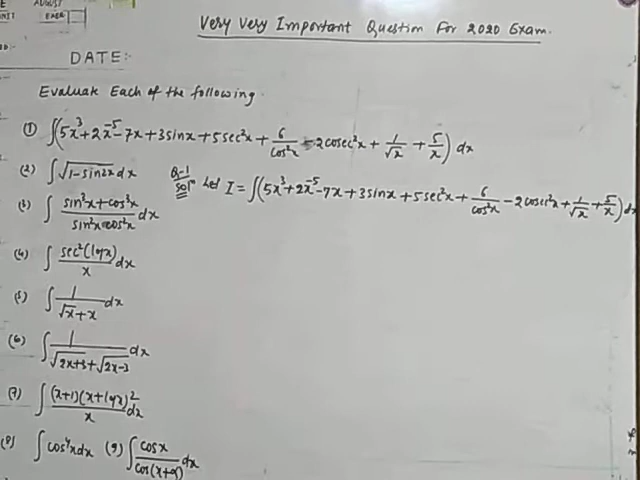 AUGUST
Very Very Important Question For 2020 Exam.
DATE:-
Evaluate Each of the following
(1) ∫(5x³+2x⁻⁵-7x+3sinx+5sec²x+6/cos²x-2cosec²x+1/√x+5/x)dx
(2) ∫√1-sin2x dx
Q-1 Solⁿ Let I=∫(5x³+2x⁻⁵-7x+3sinx+5sec²x+6/cos²x-2cosec²x+1/√x+5/x)dx
(3) ∫ sin³x+cos³x/sin²x cos²x dx
(4) ∫ sec²(logx)/x dx
(5) ∫ 1/√x+x dx
(6) ∫ 1/√2x+3+√2x-3 dx
(7) ∫ (x+1)(x+logx)²/x dx
(8) ∫cos⁴x dx (9) ∫ cosx/cos(x+α) dx